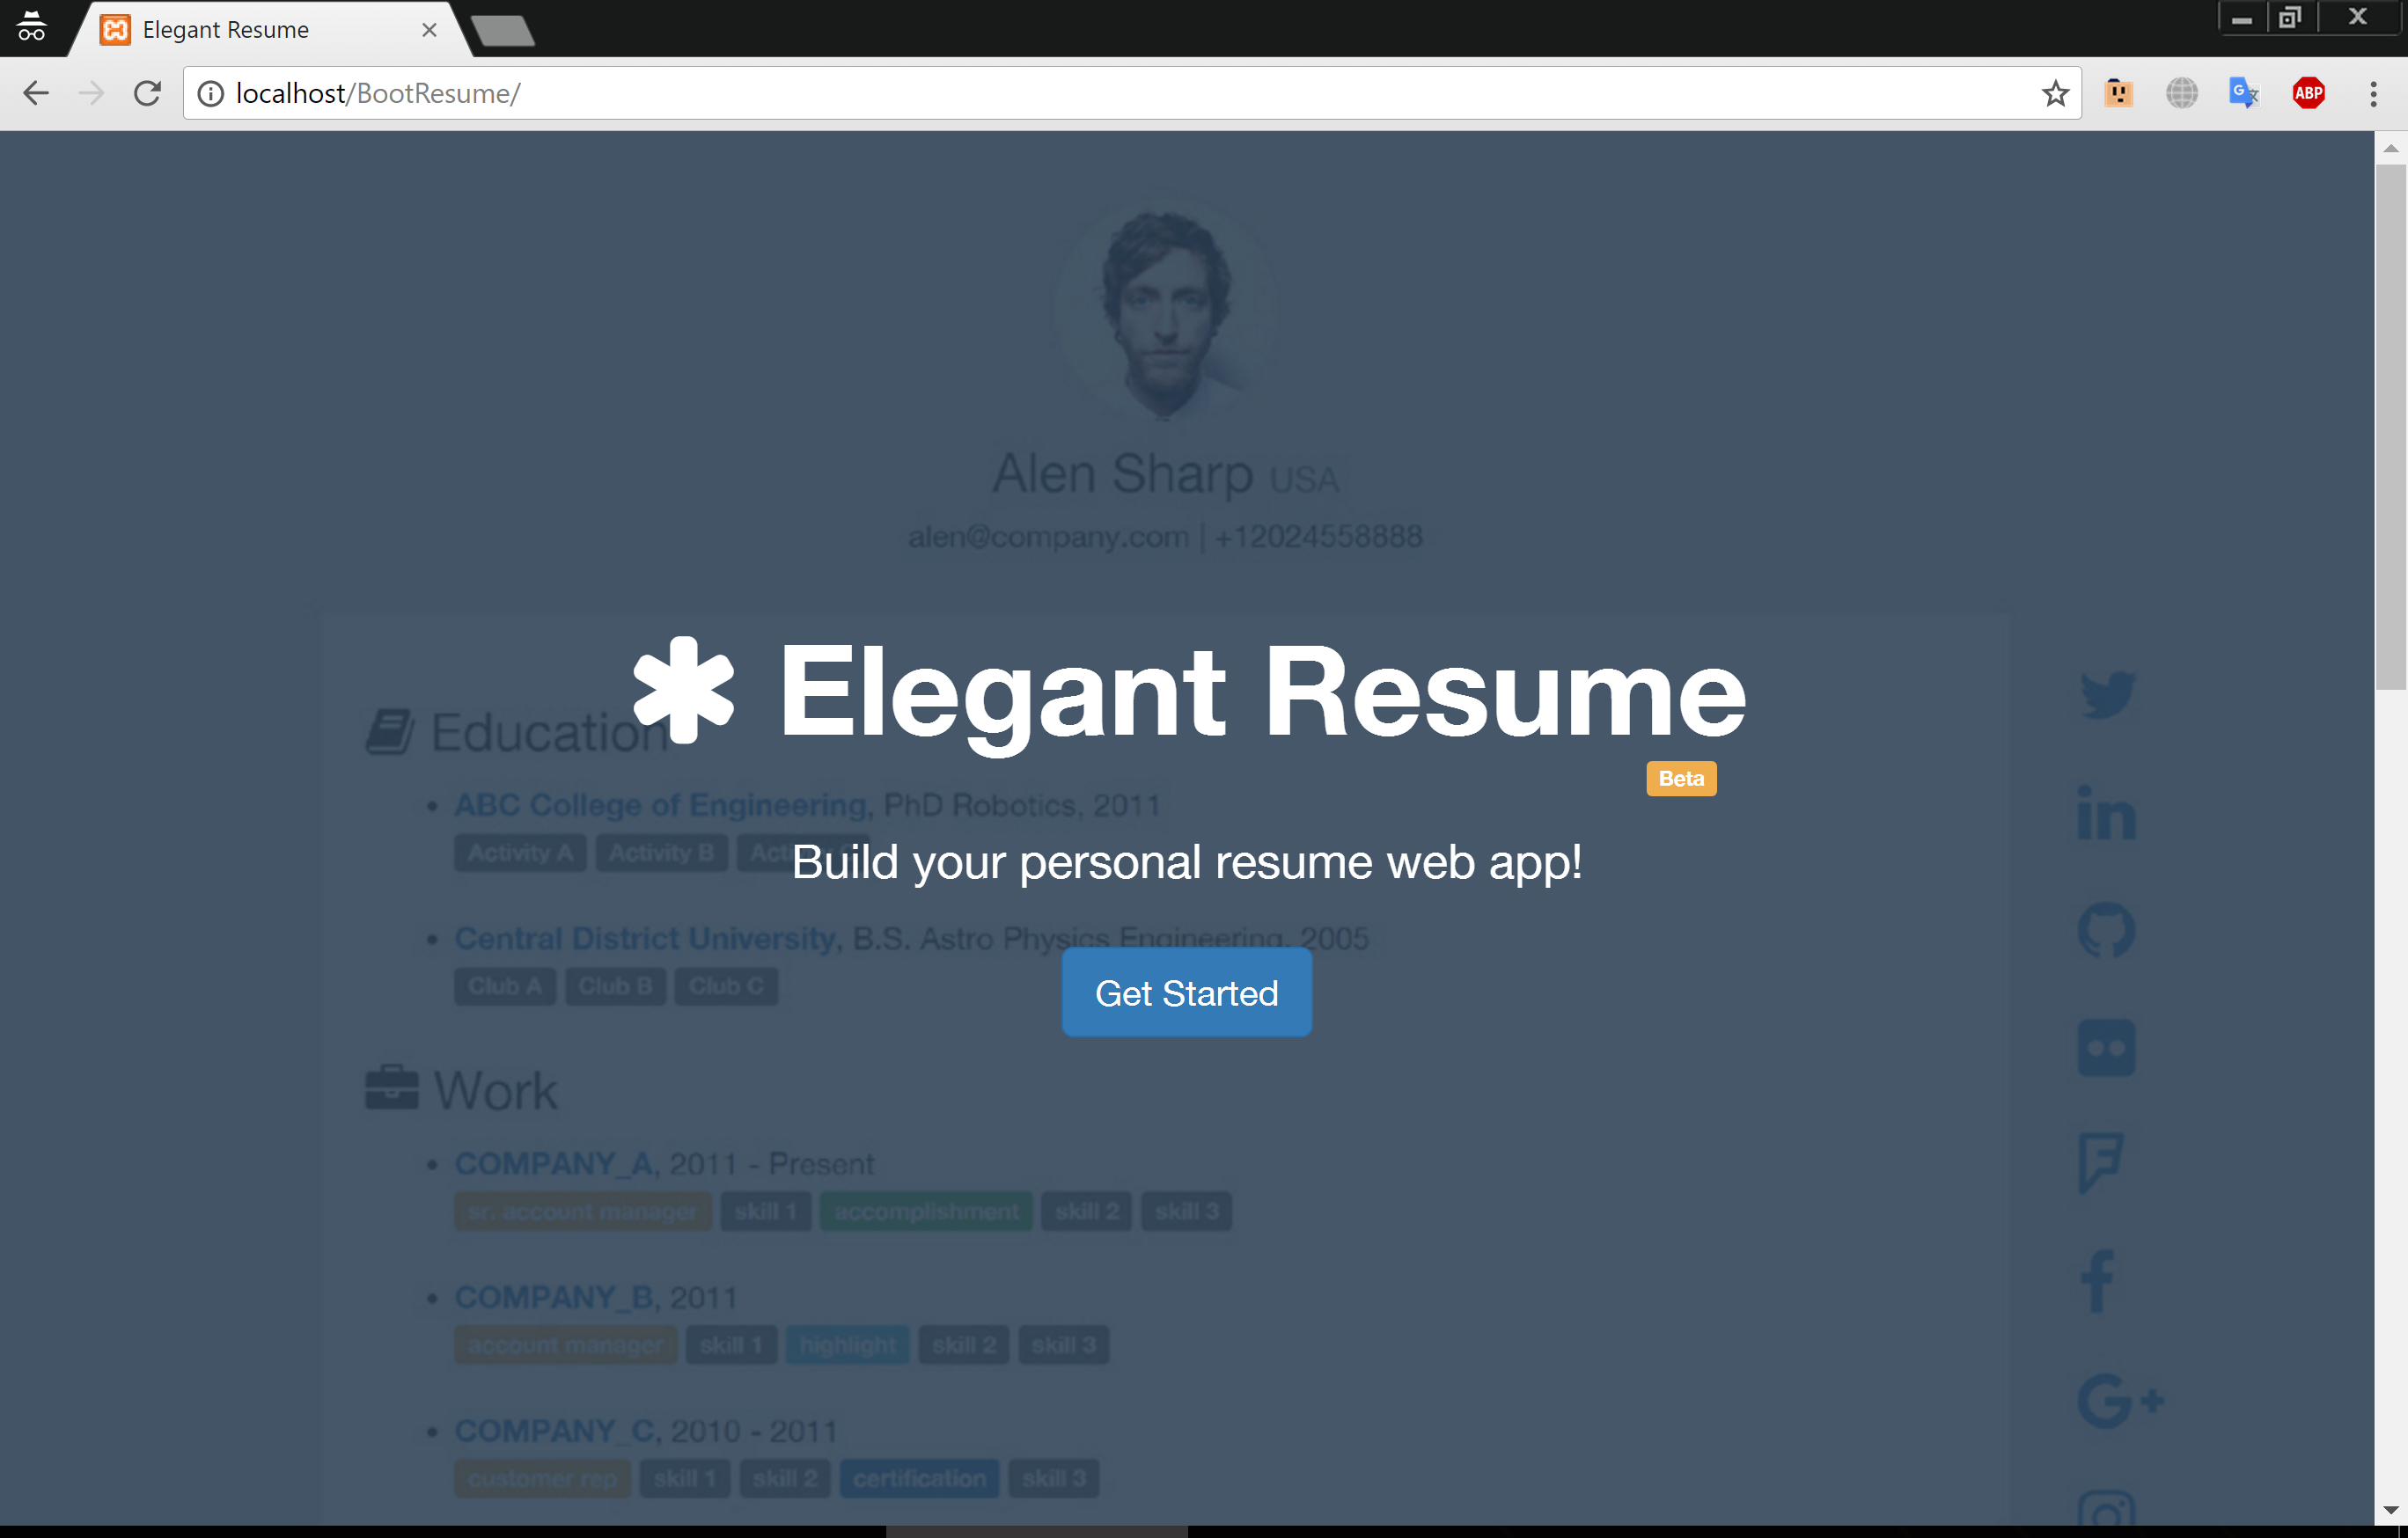 Elegant Resume
localhost/BootResume/
ABP
Alen Sharp USA
alen@company.com | +12024558888
Elegant Resume
Beta
Build your personal resume web app!
Get Started
Education
ABC College of Engineering, PhD Robotics, 2011
Activity A Activity B
Central District University, B.S. Astro Physics Engineering, 2005
Club A Club B Club C
Work
COMPANY_A, 2011 - Present
sr. account manager skill 1 accomplishment skill 2 skill 3
COMPANY_B, 2011
account manager skill 1 highlight skill 2 skill 3
COMPANY_C, 2010 - 2011
customer rep skill 1 skill 2 certification skill 3